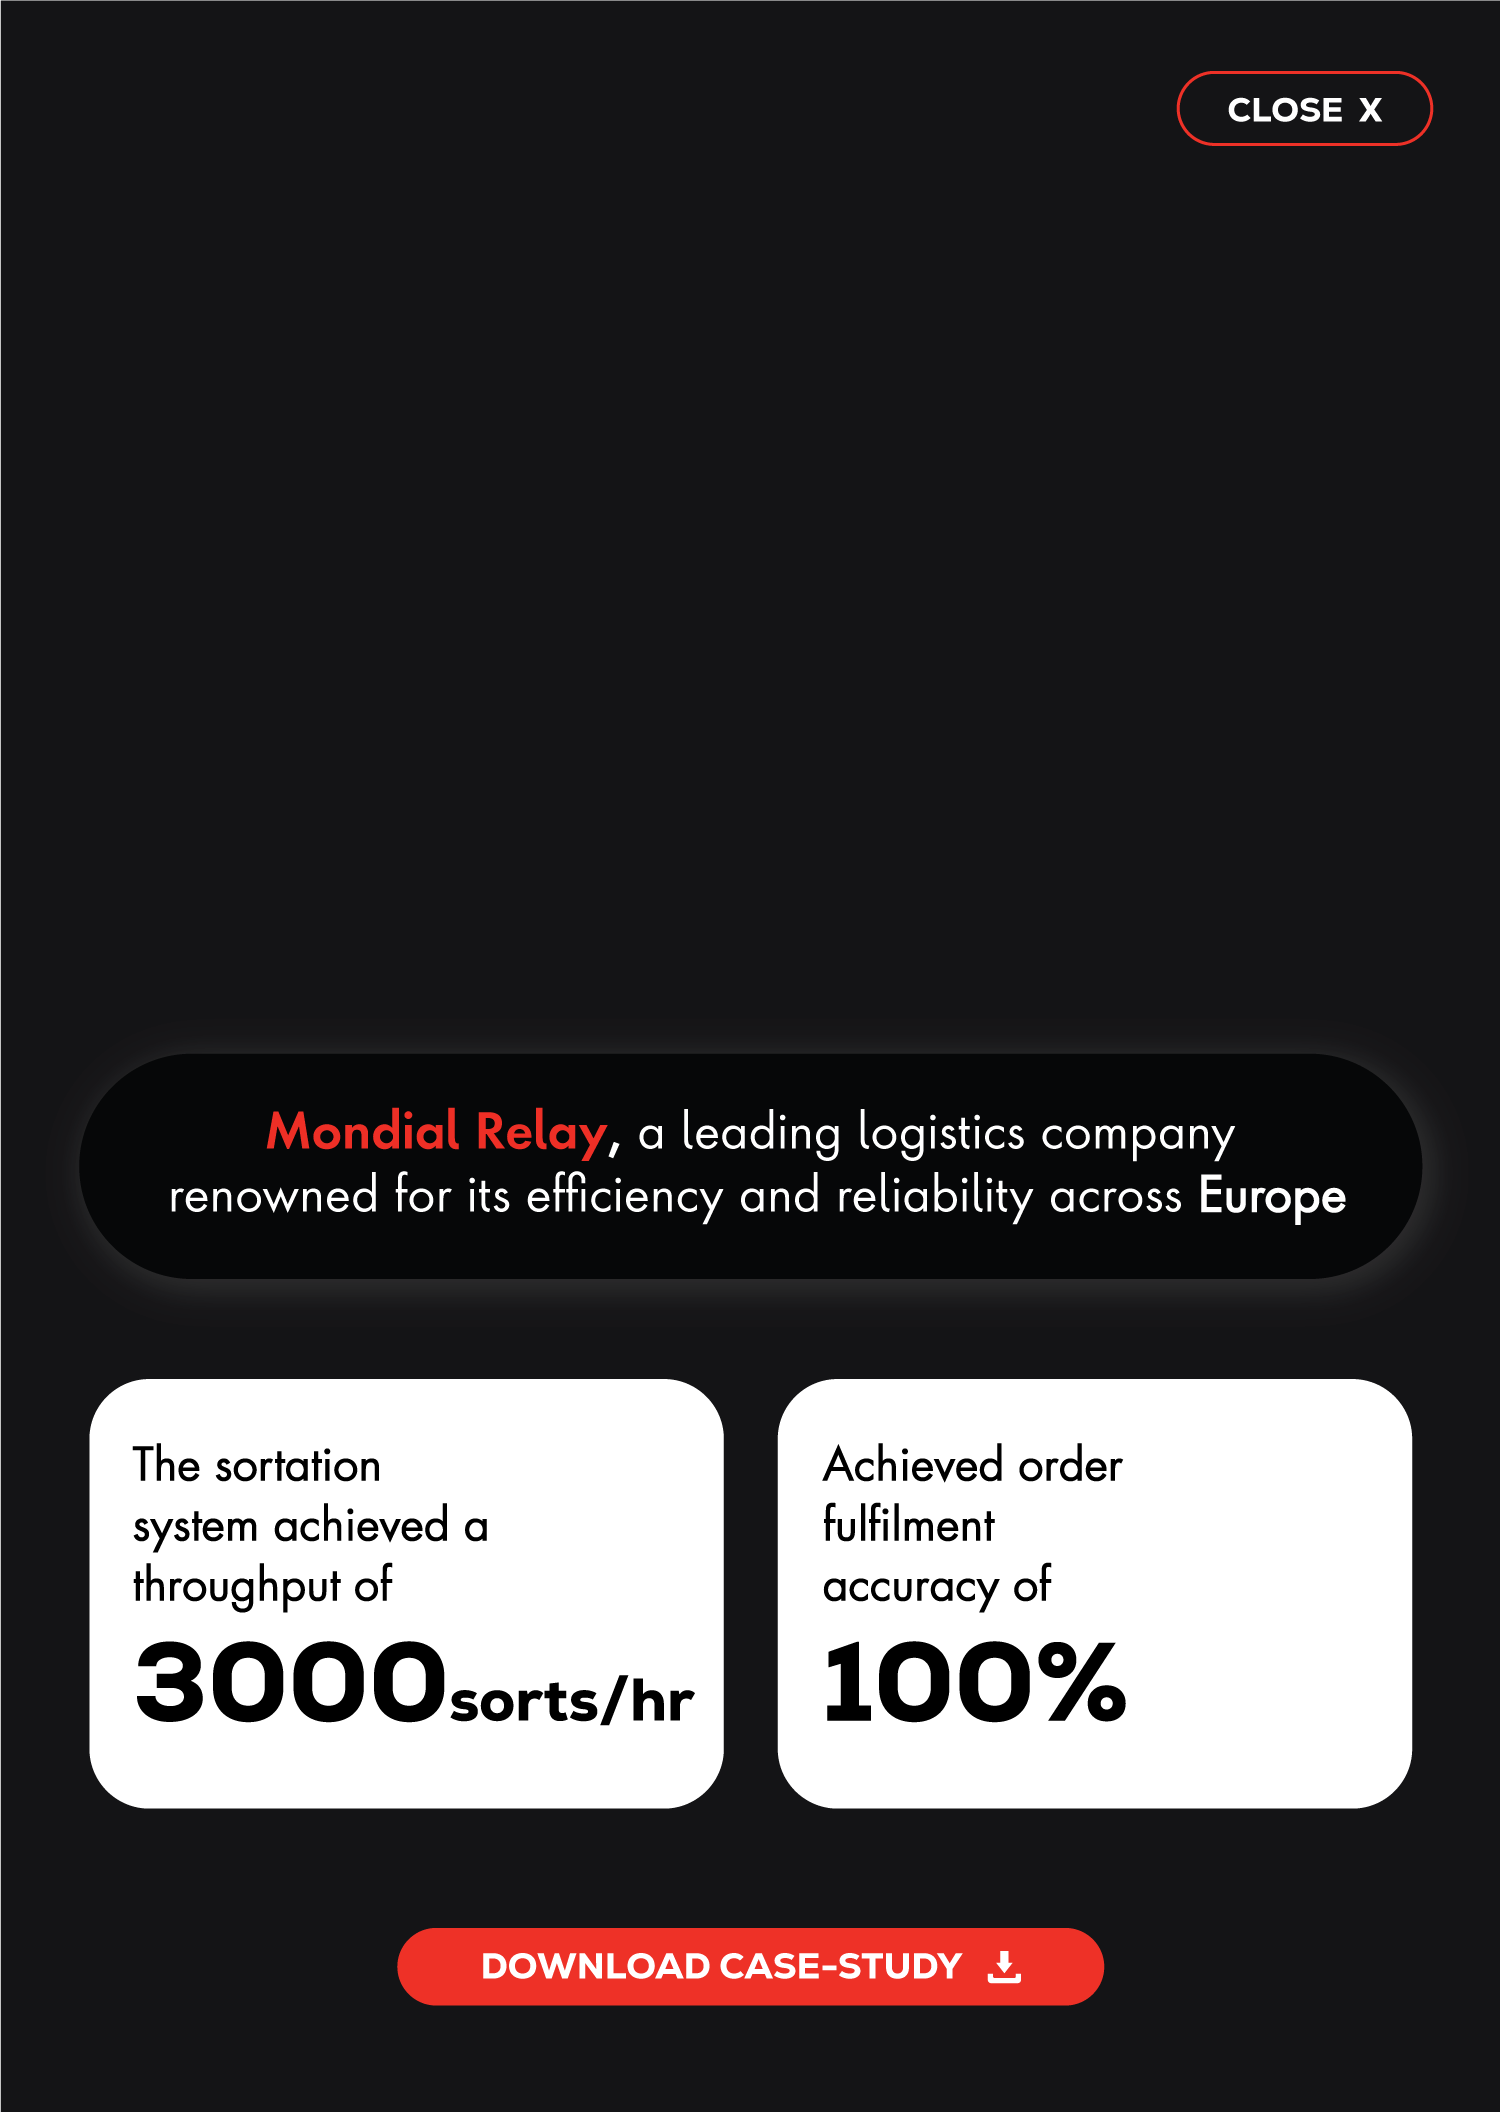 CLOSE X
Mondial Relay, a leading logistics company
renowned for its efficiency and reliability across Europe
The sortation
system achieved a
throughput of
3000sorts/hr
Achieved order
fulfilment
accuracy of
100%
DOWNLOAD CASE-STUDY